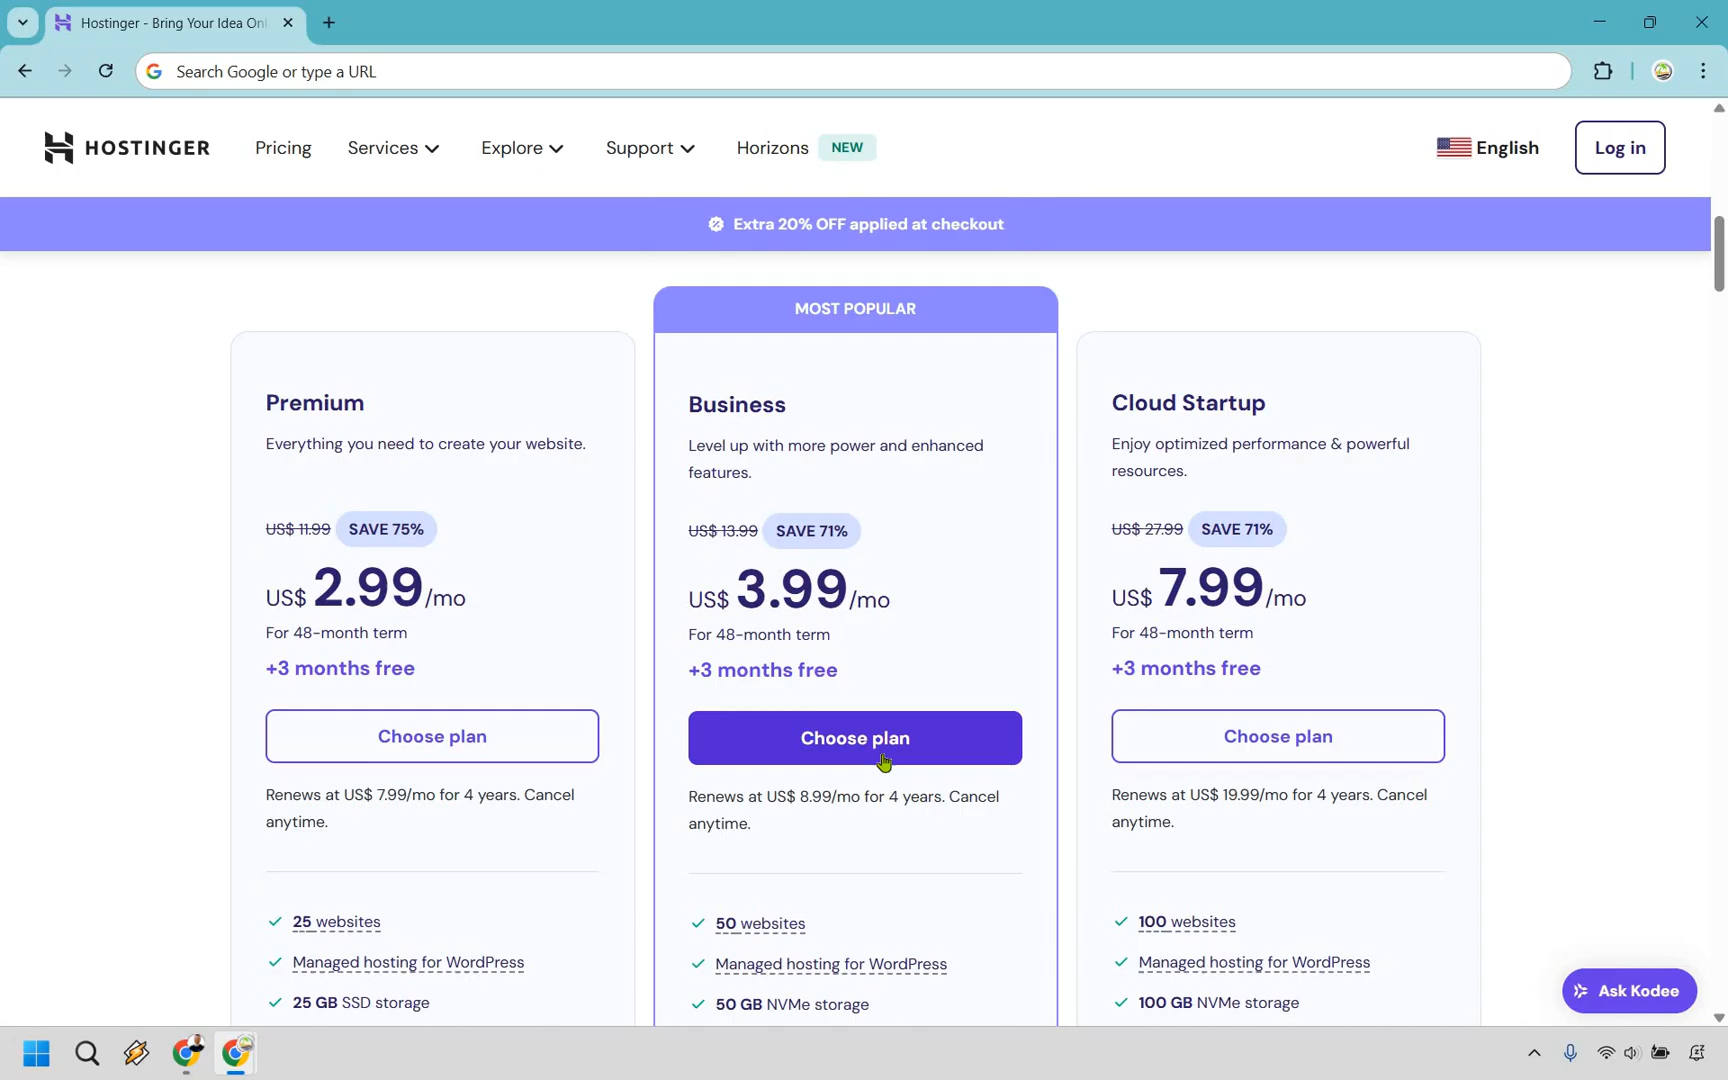 Hostinger - Bring Your Idea Onl
Search Google or type a URL
HOSTINGER
Pricing
Services
Explore
Support
Horizons
NEW
English
Log in
Extra 20% OFF applied at checkout
MOST POPULAR
Premium
Everything you need to create your website.
US$ 11.99 SAVE 75%
US$ 2.99/mo
For 48-month term
+3 months free
Choose plan
Renews at US$ 7.99/mo for 4 years. Cancel
anytime.
25 websites
Managed hosting for WordPress
25 GB SSD storage
Business
Level up with more power and enhanced
features.
US$ 13.99 SAVE 71%
US$ 3.99/mo
For 48-month term
+3 months free
Choose plan
Renews at US$ 8.99/mo for 4 years. Cancel
anytime.
50 websites
Managed hosting for WordPress
50 GB NVMe storage
Cloud Startup
Enjoy optimized performance & powerful
resources.
US$ 27.99 SAVE 71%
US$ 7.99/mo
For 48-month term
+3 months free
Choose plan
Renews at US$ 19.99/mo for 4 years. Cancel
anytime.
100 websites
Managed hosting for WordPress
100 GB NVMe storage
Ask Kodee